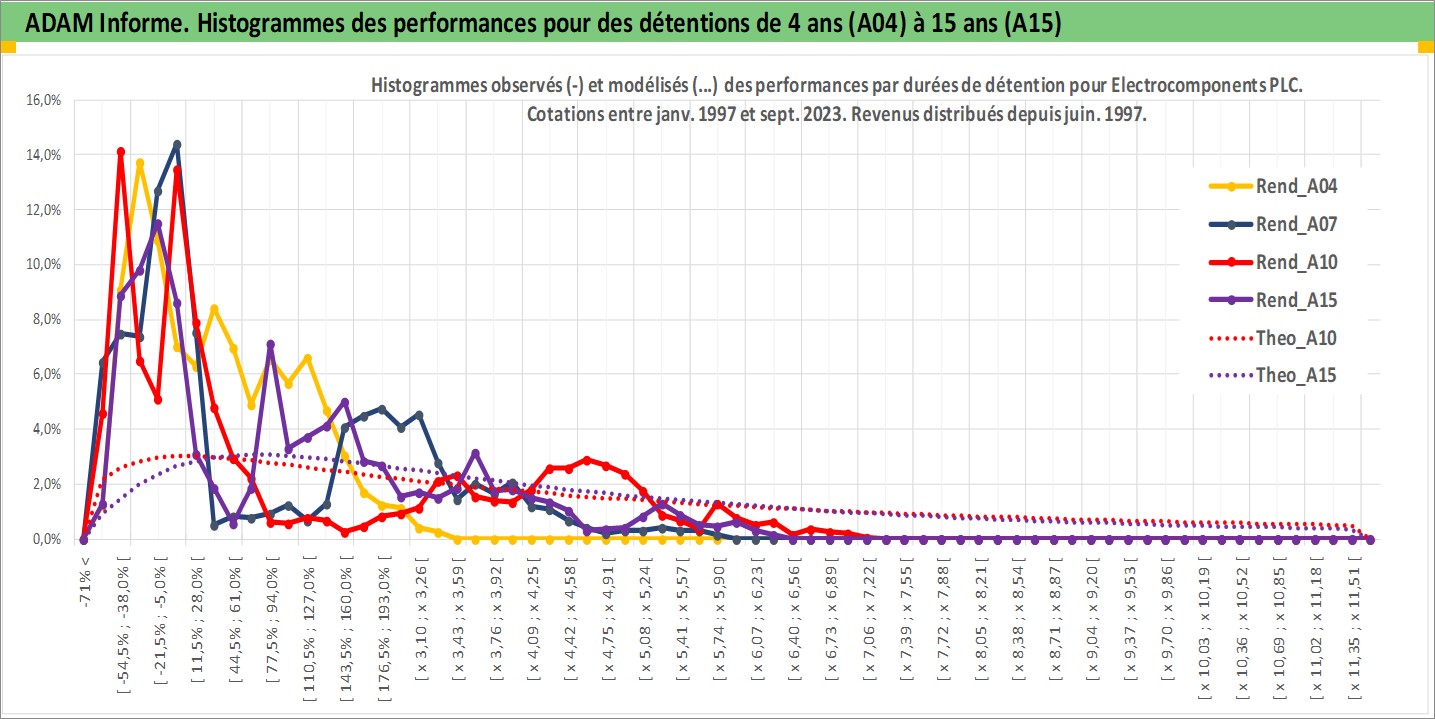 ADAM Informe. Histogrammes des performances pour des détentions de 4 ans (A04) à 15 ans (A15)
Histogrammes observés (-) et modélisés (...) des performances par durées de détention pour Electrocomponents PLC.
Cotations entre janv. 1997 et sept. 2023. Revenus distribués depuis juin. 1997.
16,0%
14,0%
12,0%
10,0%
8,0%
6,0%
4,0%
2,0%
0,0%
Rend_A04
Rend_A07
Rend_A10
Rend_A15
Theo_A10
Theo_A15
-71% <
[ -54,5% ; -38,0% [
[ -21,5% ; -5,0% [
[ 11,5% ; 28,0% [
[ 44,5% ; 61,0% [
[ 77,5% ; 94,0% [
[ 110,5% ; 127,0% [
[ 143,5% ; 160,0% [
[ 176,5% ; 193,0% [
[ x 3,10 ; x 3,26 [
[ x 3,43 ; x 3,59 [
[ x 3,76 ; x 3,92 [
[ x 4,09 ; x 4,25 [
[ x 4,42 ; x 4,58 [
[ x 4,75 ; x 4,91 [
[ x 5,08 ; x 5,24 [
[ x 5,41 ; x 5,57 [
[ x 5,74 ; x 5,90 [
[ x 6,07 ; x 6,23 [
[ x 6,40 ; x 6,56 [
[ x 6,73 ; x 6,89 [
[ x 7,06 ; x 7,22 [
[ x 7,39 ; x 7,55 [
[ x 7,72 ; x 7,88 [
[ x 8,05 ; x 8,21 [
[ x 8,38 ; x 8,54 [
[ x 8,71 ; x 8,87 [
[ x 9,04 ; x 9,20 [
[ x 9,37 ; x 9,53 [
[ x 9,70 ; x 9,86 [
[ x 10,03 ; x 10,19 [
[ x 10,36 ; x 10,52 [
[ x 10,69 ; x 10,85 [
[ x 11,02 ; x 11,18 [
[ x 11,35 ; x 11,51 [